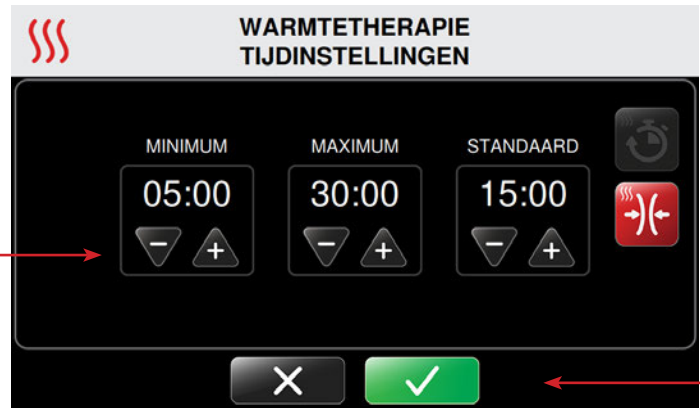 WARMTETHERAPIE
TIJDINSTELLINGEN
MINIMUM MAXIMUM STANDAARD
05:00 30:00 15:00
− + − + − +